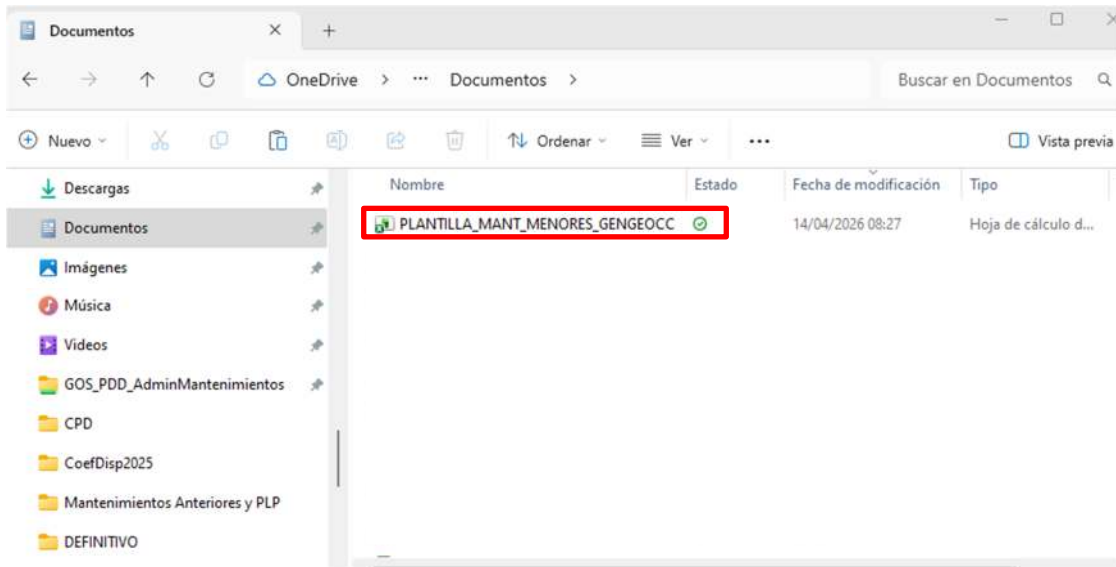 Documentos
OneDrive > ... Documentos >
Buscar en Documentos
Nuevo
Ordenar
Ver
...
Vista previa
Descargas
Documentos
Imágenes
Música
Videos
GOS_PDD_AdminMantenimientos
CPD
CoefDisp2025
Mantenimientos Anteriores y PLP
DEFINITIVO
Nombre Estado Fecha de modificación Tipo
PLANTILLA_MANT_MENORES_GENGEOCC 14/04/2026 08:27 Hoja de cálculo d...